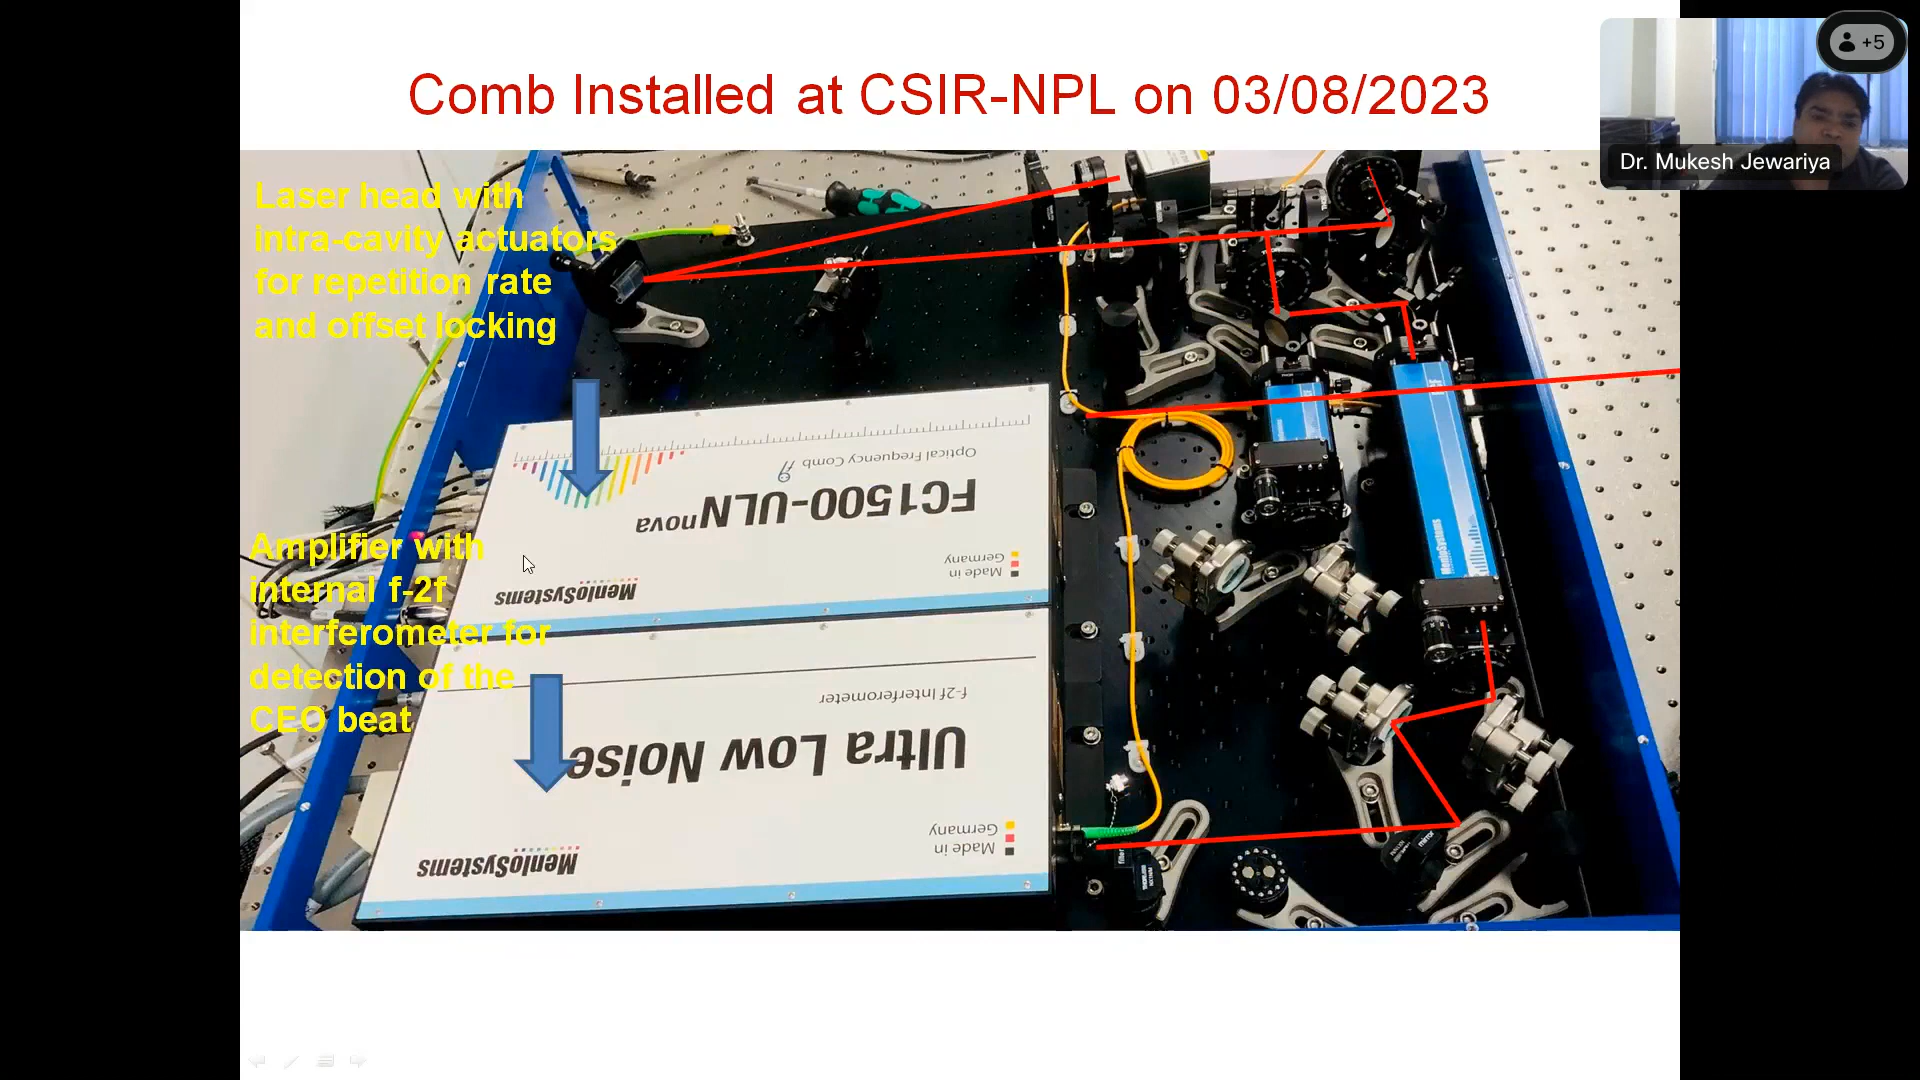 Comb Installed at CSIR-NPL on 03/08/2023
+5
Dr. Mukesh Jewariya
Laser head with
intra-cavity actuators
for repetition rate
and offset locking
Amplifier with
internal f-2f
interferometer for
detection of the
CEO beat
Optical Frequency Comb
FC1500-ULNnova
Made in
Germany
MenloSystems
f-2f Interferometer
Ultra Low Noise
Made in
Germany
MenloSystems
MenloSystems